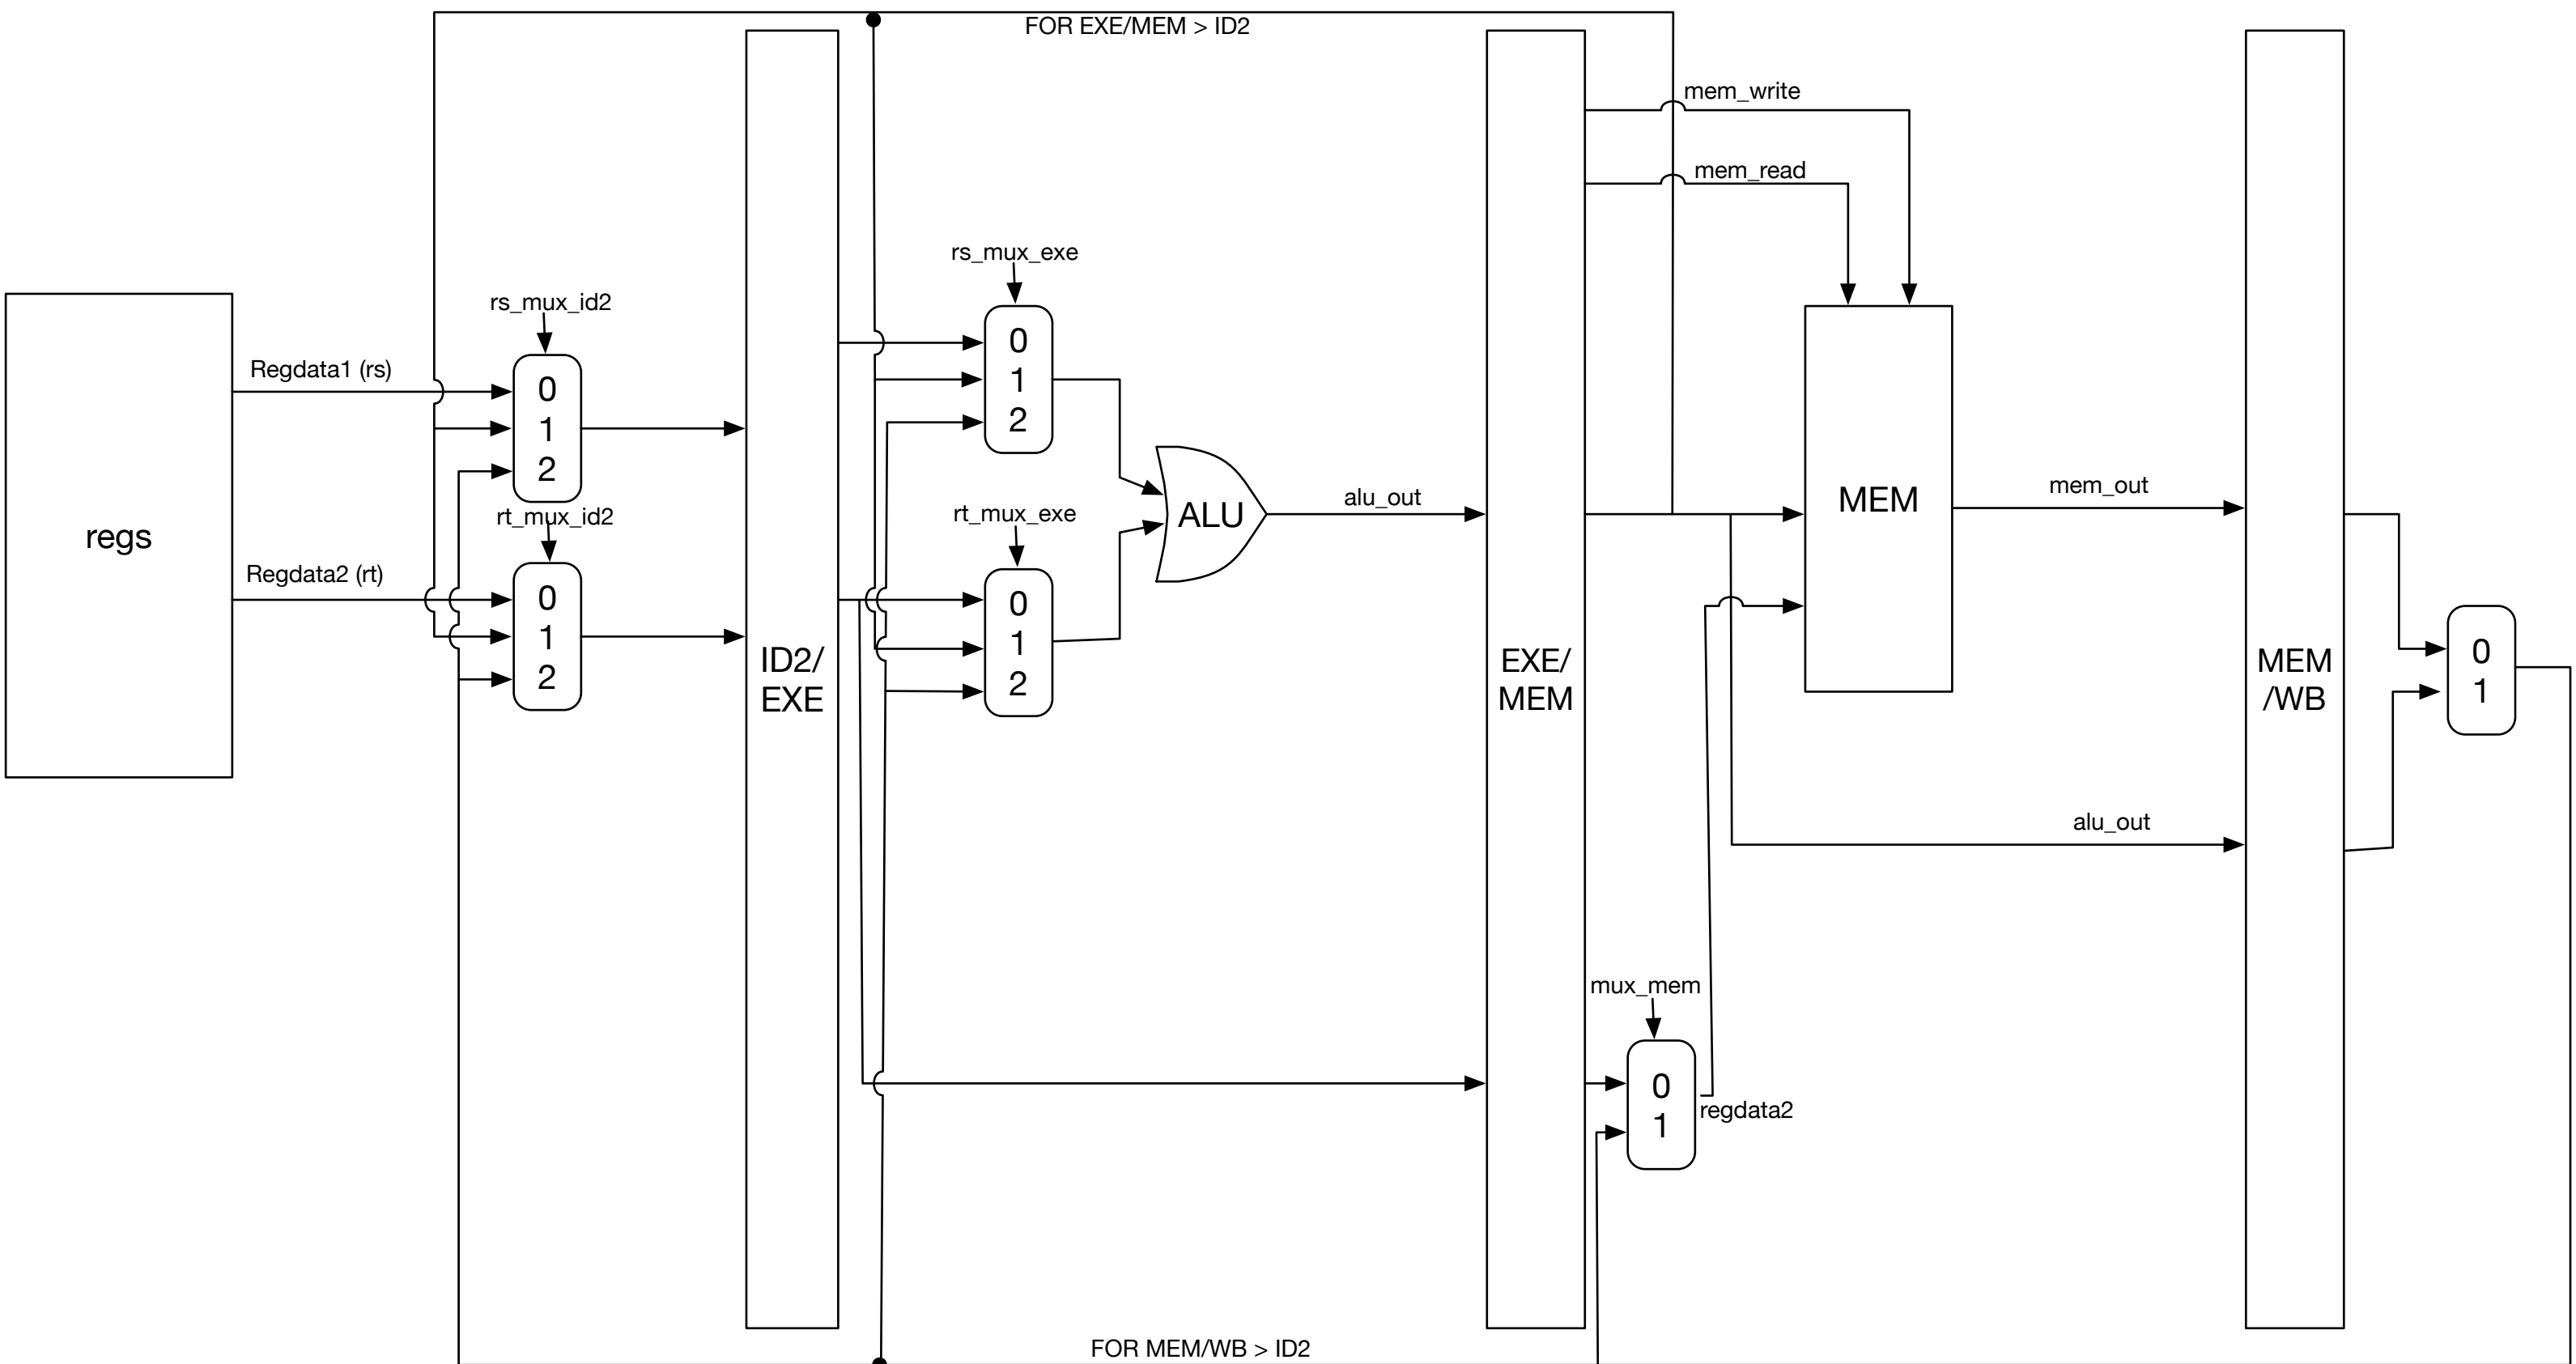 FOR EXE/MEM > ID2
mem_write
mem_read
rs_mux_exe
rs_mux_id2
0
1
2
Regdata1 (rs)
0
1
2
regs
rt_mux_id2
Regdata2 (rt)
0
1
2
ID2/
EXE
rt_mux_exe
0
1
2
ALU
alu_out
EXE/
MEM
MEM
mem_out
alu_out
MEM
/WB
0
1
mux_mem
0
1
regdata2
FOR MEM/WB > ID2